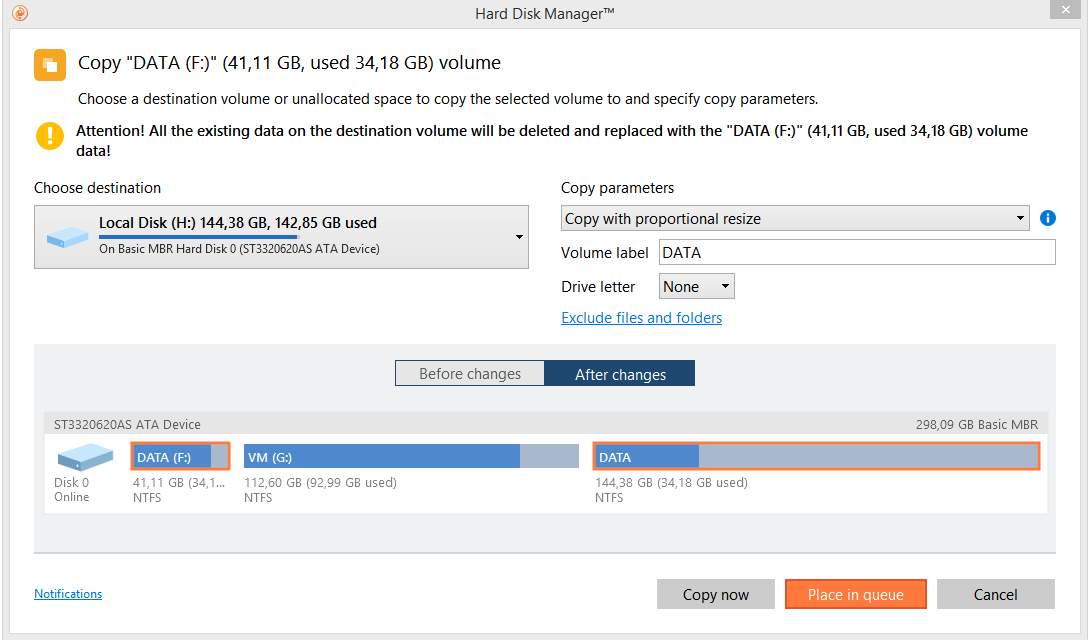 Hard Disk Manager™
Copy "DATA (F:)" (41,11 GB, used 34,18 GB) volume
Choose a destination volume or unallocated space to copy the selected volume to and specify copy parameters.
Attention! All the existing data on the destination volume will be deleted and replaced with the "DATA (F:)" (41,11 GB, used 34,18 GB) volume
data!
Choose destination
Local Disk (H:) 144,38 GB, 142,85 GB used
On Basic MBR Hard Disk 0 (ST3320620AS ATA Device)
Copy parameters
Copy with proportional resize
Volume label DATA
Drive letter None
Exclude files and folders
Before changes After changes
ST3320620AS ATA Device 298,09 GB Basic MBR
DATA (F:) VM (G:) DATA
Disk 0 41,11 GB (34,1... 112,60 GB (92,99 GB used) 144,38 GB (34,18 GB used)
Online NTFS NTFS NTFS
Notifications Copy now Place in queue Cancel